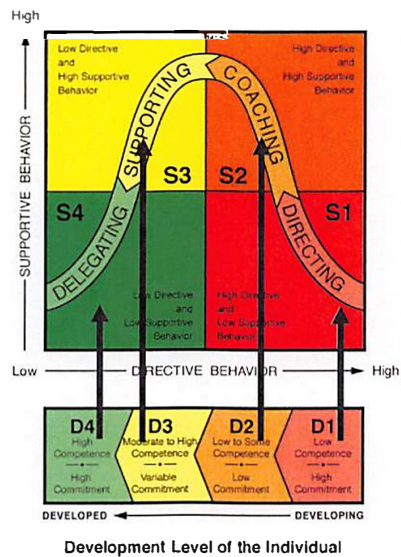 High
Low Directive
and
High Supportive
Behavior
High Directive
and
High Supportive
Behavior
SUPPORTING
COACHING
S3
S2
S4
S1
DELEGATING
DIRECTING
SUPPORTIVE BEHAVIOR
Low Directive
and
Low Supportive
Behavior
High Directive
and
Low Supportive
Behavior
Low
DIRECTIVE BEHAVIOR
High
D4
High
Competence
High
Commitment
D3
Moderate to High
Competence
Variable
Commitment
D2
Low to Some
Competence
Low
Commitment
D1
Low
Competence
High
Commitment
DEVELOPED
DEVELOPING
Development Level of the Individual